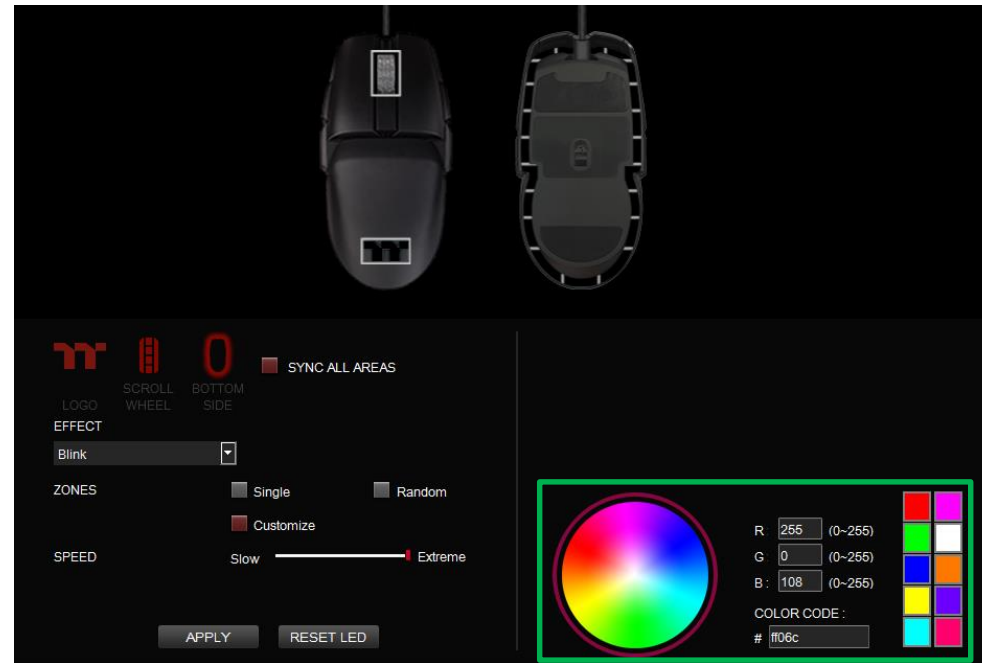 SYNC ALL AREAS
SCROLL BOTTOM
LOGO WHEEL SIDE
EFFECT
Blink
ZONES Single Random
Customize
SPEED Slow Extreme
APPLY RESET LED
R 255 (0~255)
G 0 (0~255)
B: 108 (0~255)
COLOR CODE :
# ff06c